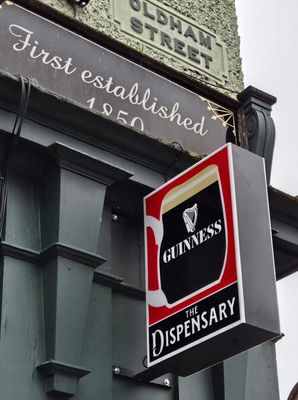 OLDHAM
STREET
First established
1850
GUINNESS
THE
DISPENSARY